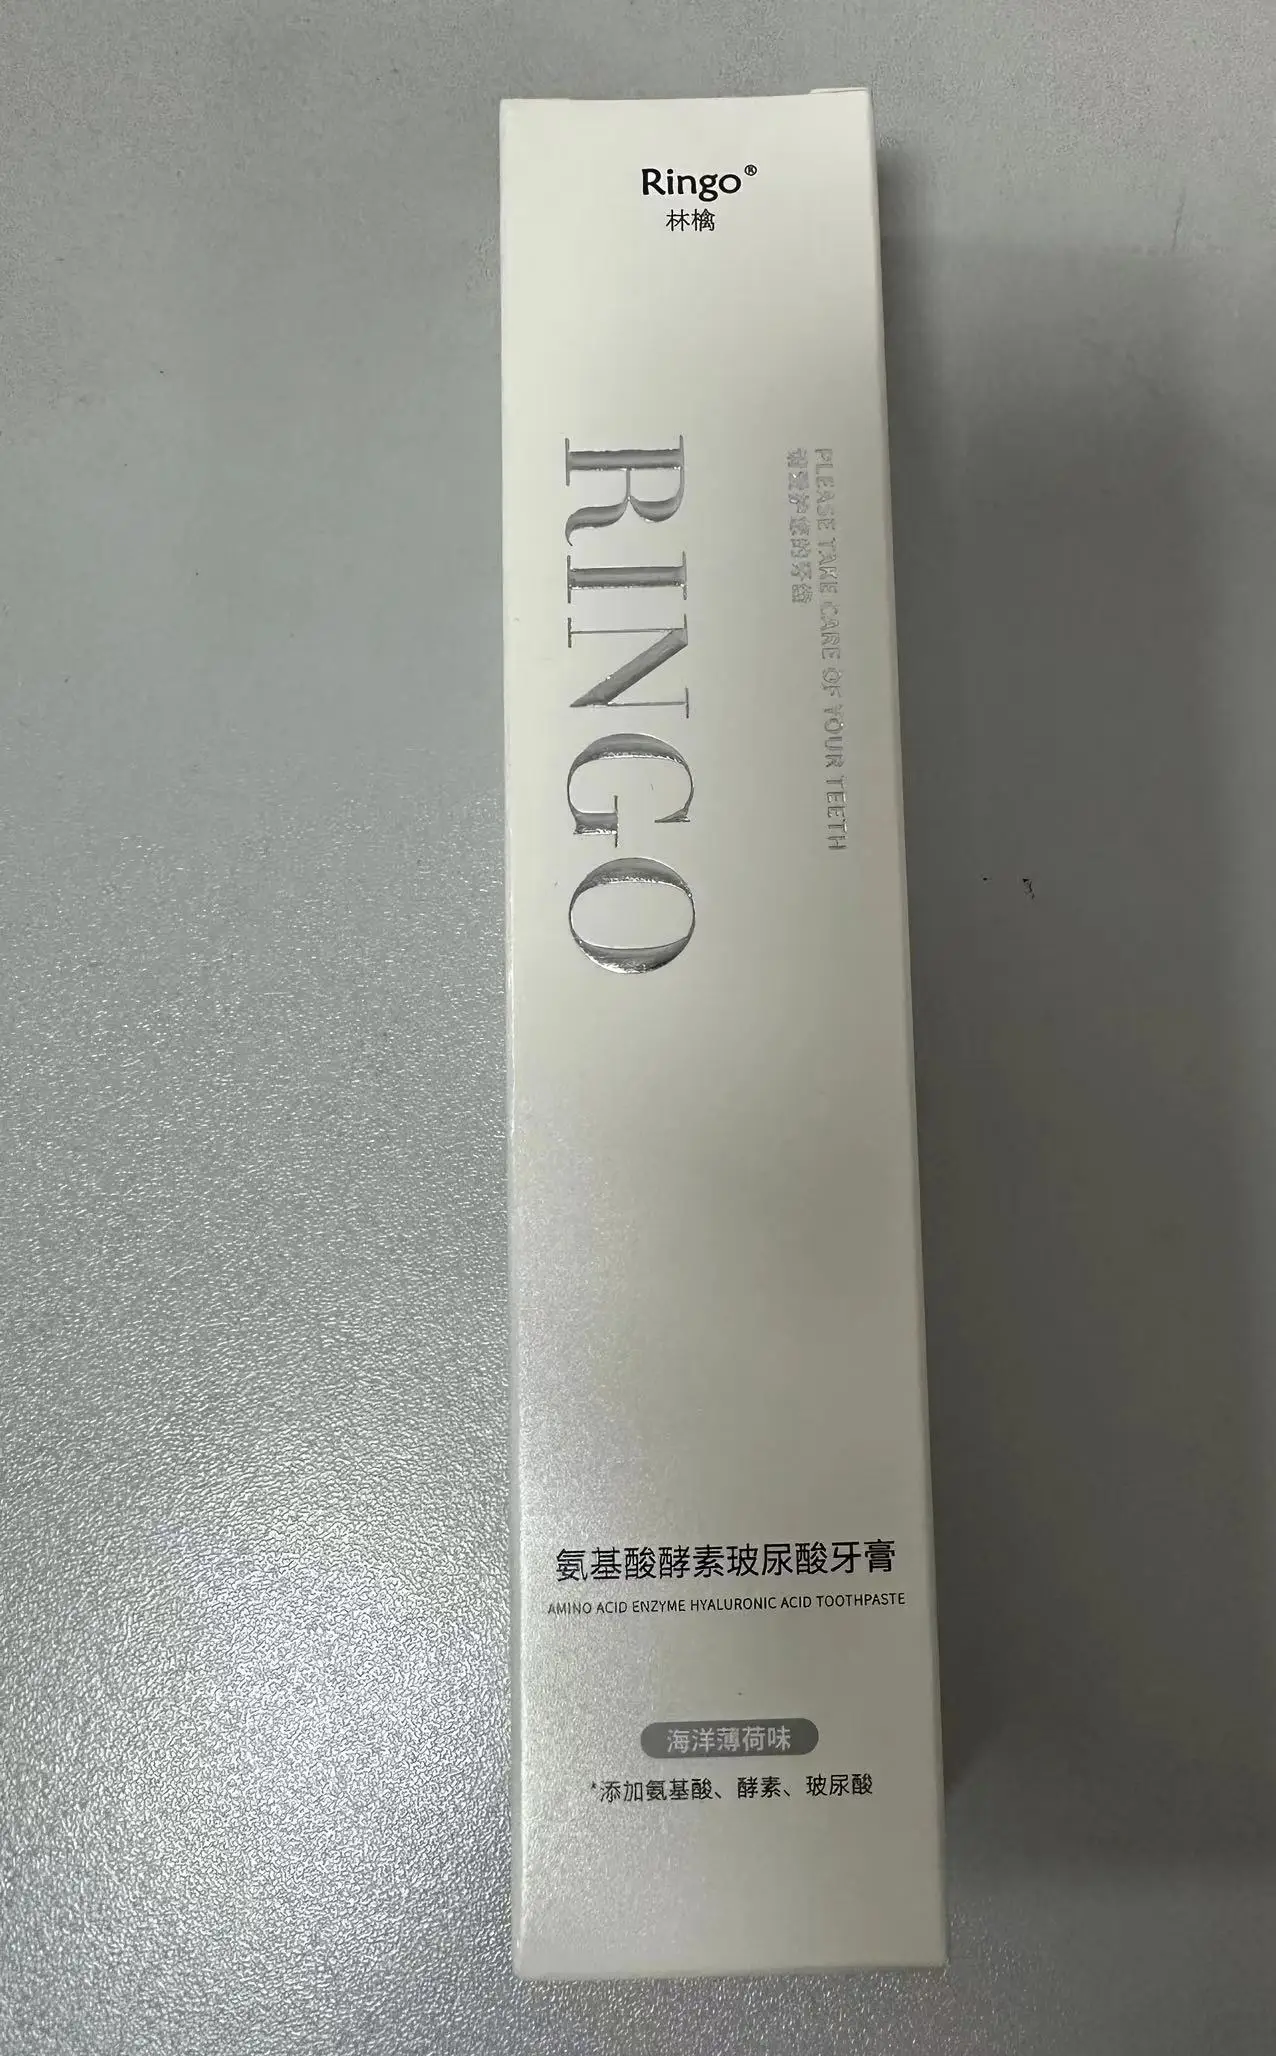 Ringo®
林檎
RINGO
PLEASE TAKE CARE OF YOUR TEETH
请爱护您的牙齿
氨基酸酵素玻尿酸牙膏
AMINO ACID ENZYME HYALURONIC ACID TOOTHPASTE
海洋薄荷味
*添加氨基酸、酵素、玻尿酸